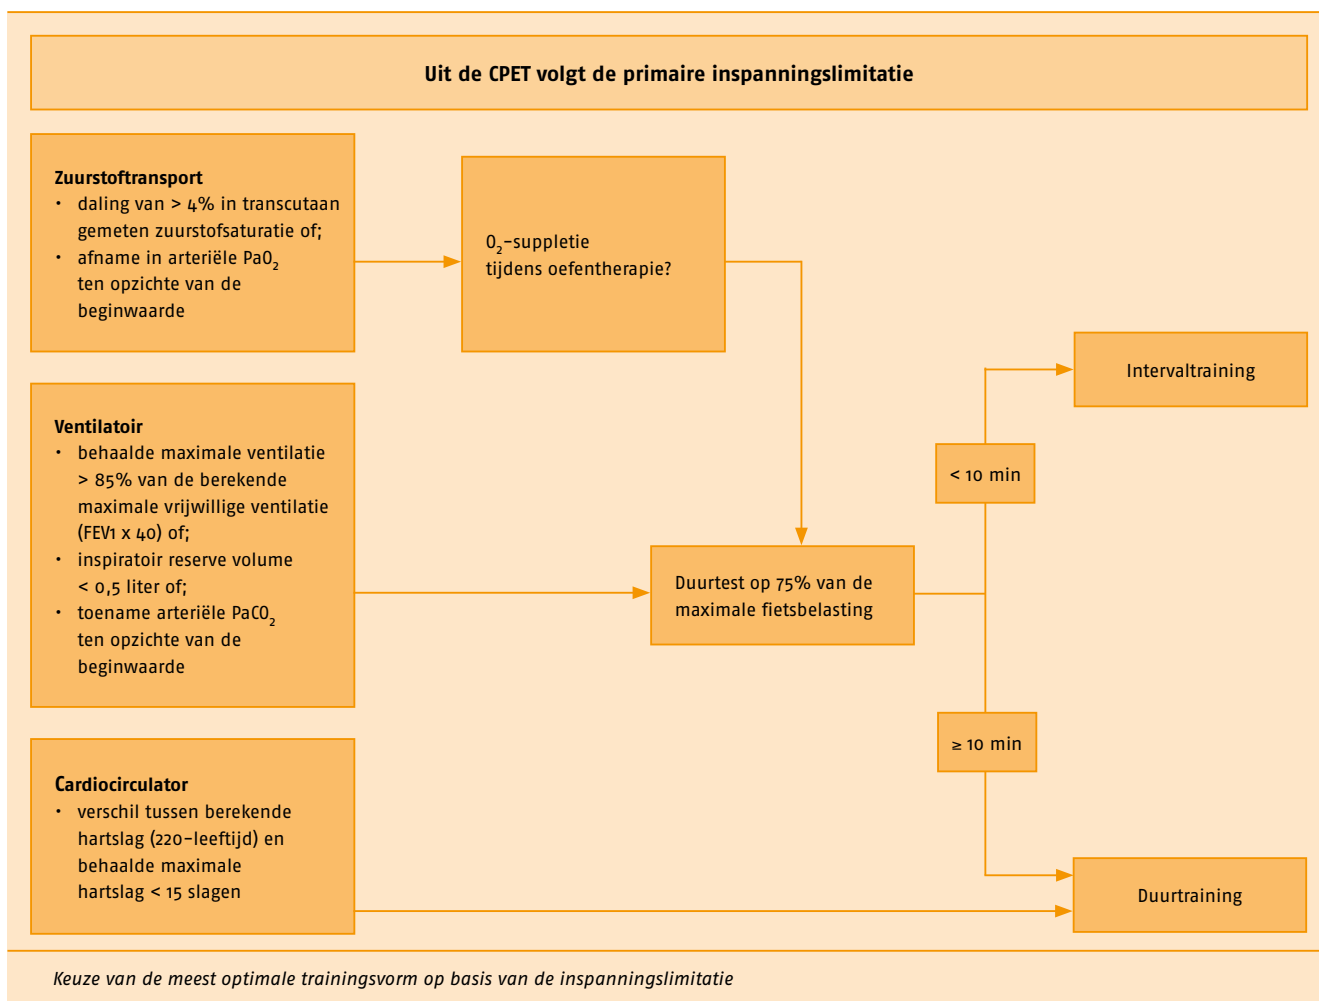 Uit de CPET volgt de primaire inspanningslimitatie
Zuurstoftransport
• daling van > 4% in transcutaan
gemeten zuurstofsaturatie of;
• afname in arteriële PaO₂
ten opzichte van de
beginwaarde
O₂-suppletie
tijdens oefentherapie?
Intervaltraining
Ventilatoir
• behaalde maximale ventilatie
> 85% van de berekende
maximale vrijwillige ventilatie
(FEV1 x 40) of;
• inspiratoir reserve volume
< 0,5 liter of;
• toename arteriële PaCO₂
ten opzichte van de
beginwaarde
< 10 min
Duurtest op 75% van de
maximale fietsbelasting
≥ 10 min
Cardiocirculator
• verschil tussen berekende
hartslag (220-leeftijd) en
behaalde maximale
hartslag < 15 slagen
Duurtraining
Keuze van de meest optimale trainingsvorm op basis van de inspanningslimitatie